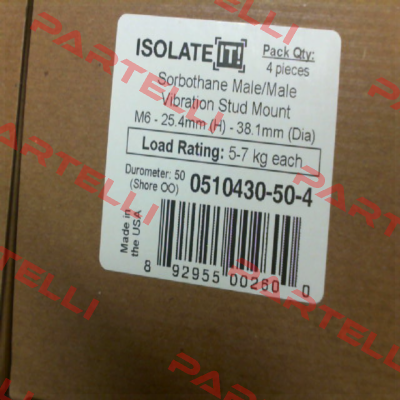 ISOLATE IT!
Pack Qty:
4 pieces
Sorbothane Male/Male
Vibration Stud Mount
M6 - 25.4mm (H) - 38.1mm (Dia)
Load Rating: 5-7 kg each
Durometer: 50
(Shore OO)
0510430-50-4
Made in
the USA
8 92955 00260 0
PARTELLI
PARTELLI
PARTELLI
PARTELLI
PARTELLI